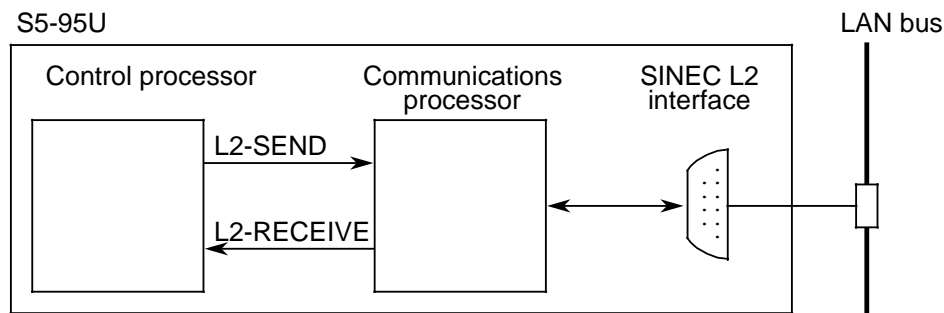 S5-95U
LAN bus
Control processor
Communications
processor
SINEC L2
interface
L2-SEND
L2-RECEIVE